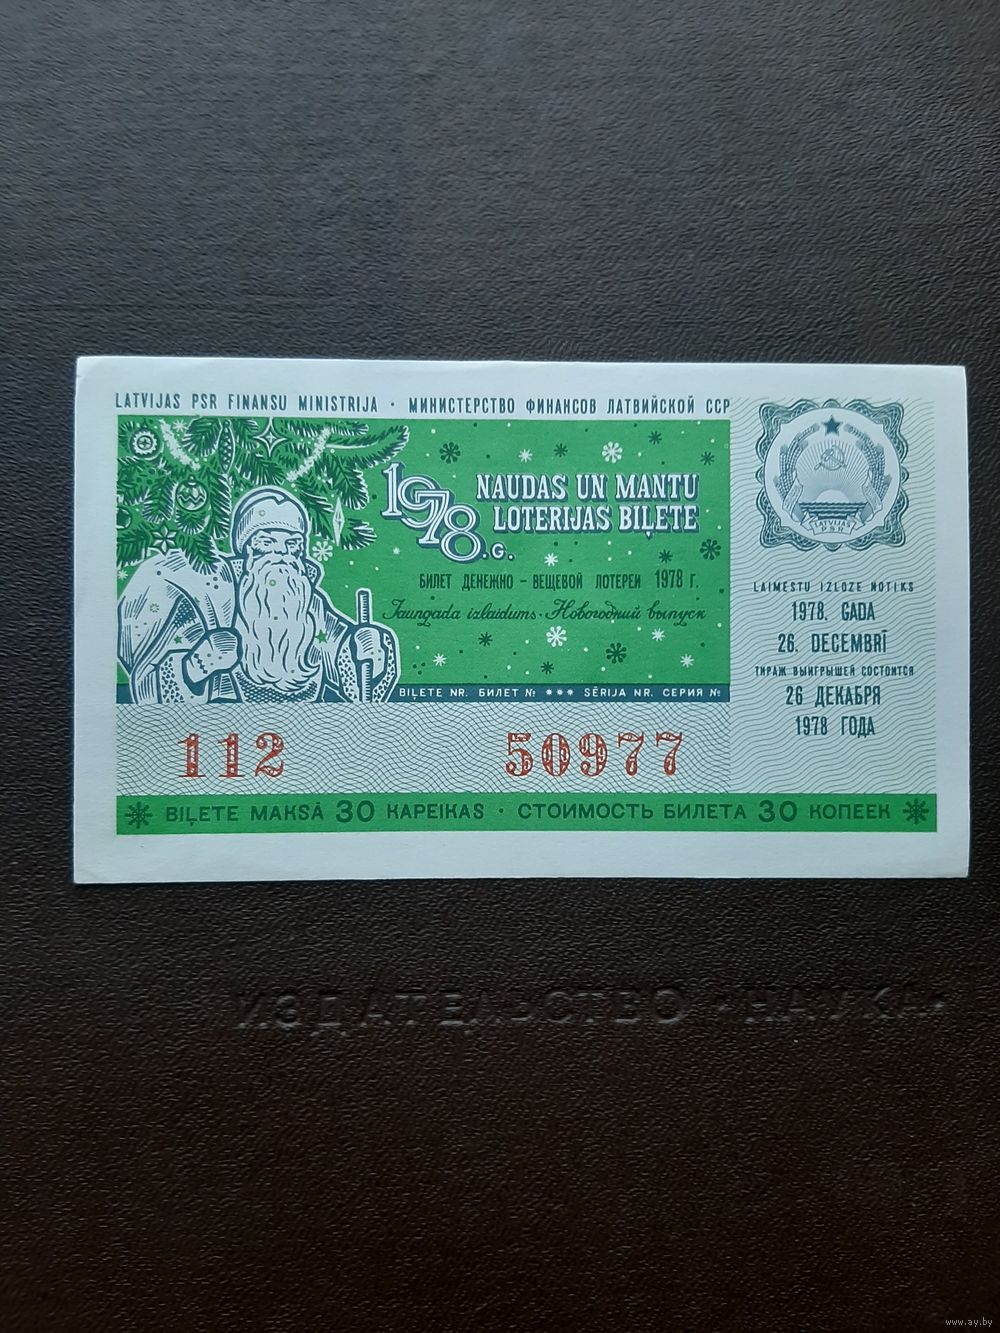 LATVIJAS PSR FINANSU MINISTRIJA · МИНИСТЕРСТВО ФИНАНСОВ ЛАТВИЙСКОЙ ССР
1978.G.
NAUDAS UN MANTU
LOTERIJAS BIĻETE
БИЛЕТ ДЕНЕЖНО – ВЕЩЕВОЙ ЛОТЕРЕИ 1978 г.
Jaungada izlaidums · Новогодний выпуск
BIĻETE NR. БИЛЕТ № *** SĒRIJA NR. СЕРИЯ №
112 50977
LATVIJAS
PSR
LAIMESTU IZLOZE NOTIKS
1978. GADA
26. DECEMBRĪ
ТИРАЖ ВЫИГРЫШЕЙ СОСТОИТСЯ
26 ДЕКАБРЯ
1978 ГОДА
BIĻETE MAKSĀ 30 KAPEIKAS · СТОИМОСТЬ БИЛЕТА 30 КОПЕЕК
ИЗДАТЕЛЬСТВО ·НАУКА·
www.ay.by